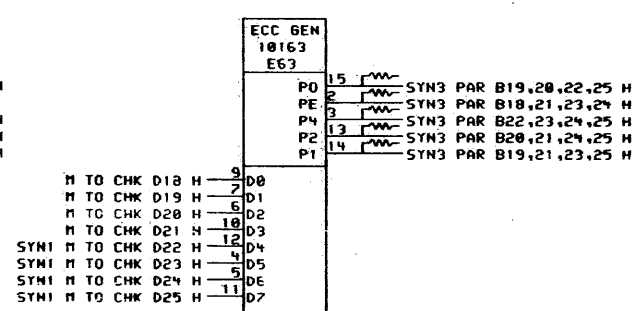 ECC GEN
10163
E63
P0 15 SYN3 PAR B19,20,22,25 H
PE 2 SYN3 PAR B18,21,23,24 H
P4 3 SYN3 PAR B22,23,24,25 H
P2 13 SYN3 PAR B20,21,24,25 H
P1 14 SYN3 PAR B19,21,23,25 H
M TO CHK D18 H 9 D0
M TO CHK D19 H 7 D1
M TO CHK D20 H 6 D2
M TO CHK D21 H 10 D3
SYN1 M TO CHK D22 H 12 D4
SYN1 M TO CHK D23 H 4 D5
SYN1 M TO CHK D24 H 5 D6
SYN1 M TO CHK D25 H 11 D7